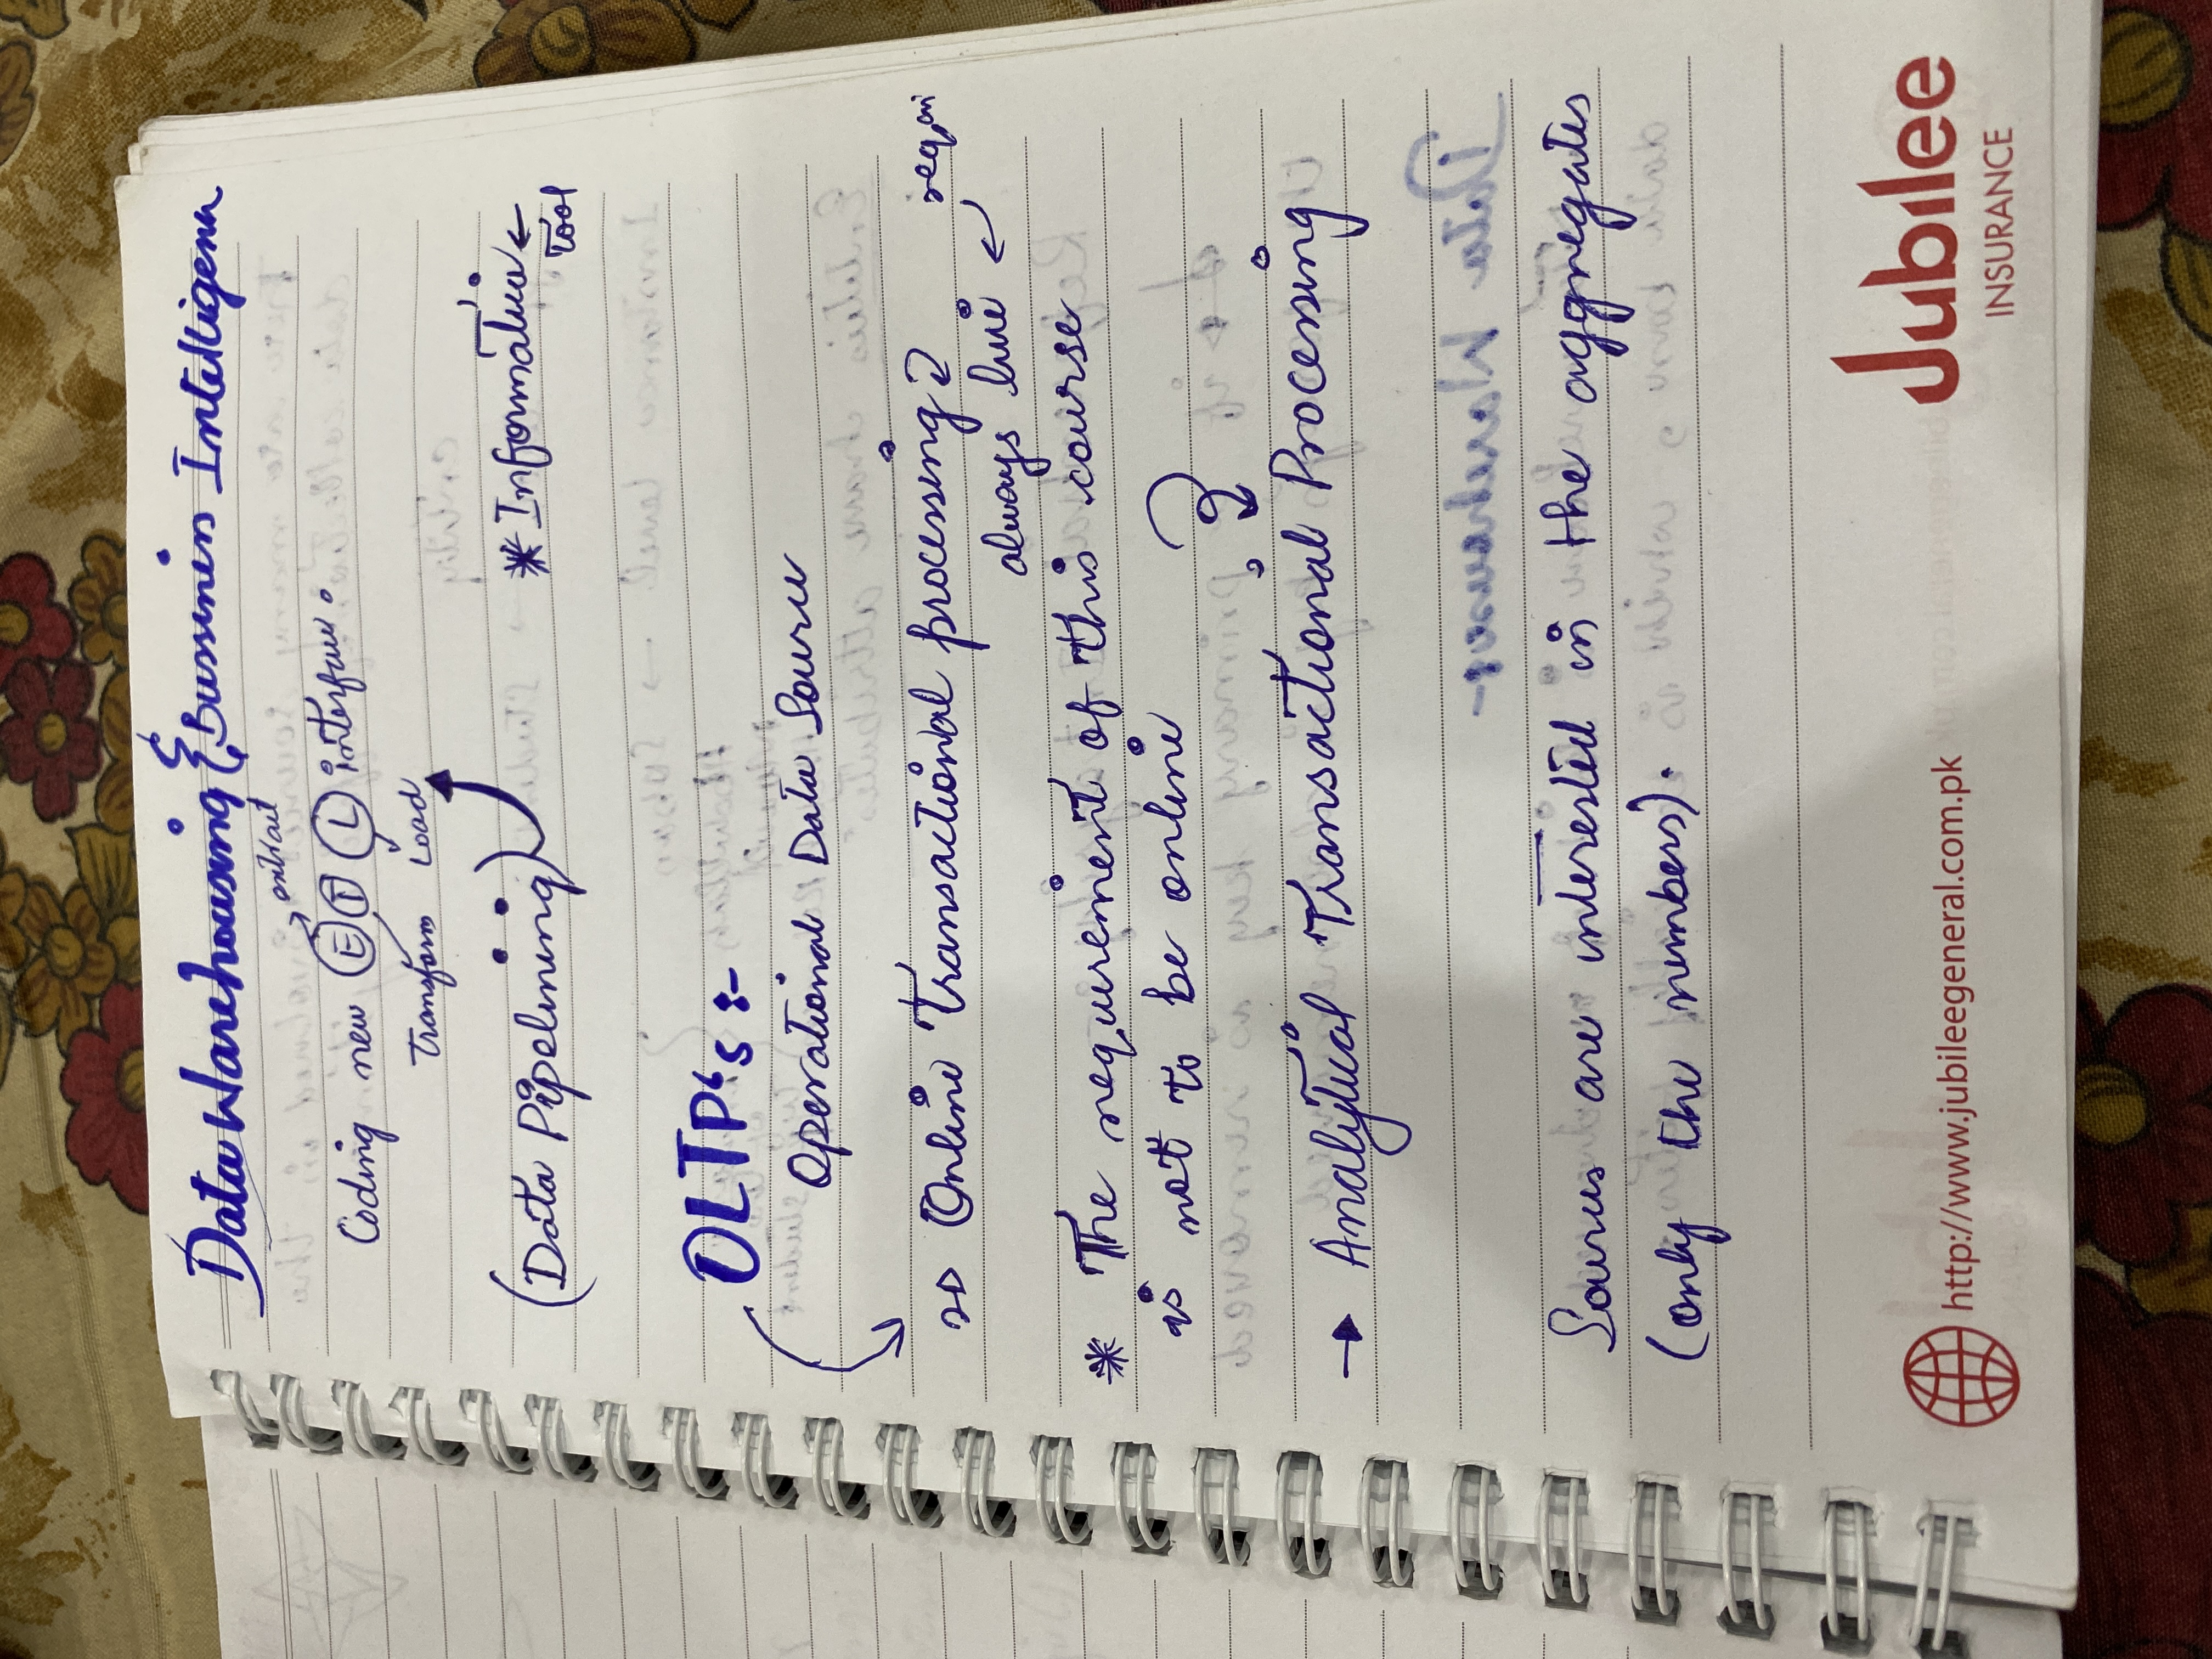 Data Warehousing & Bussiness Intelligence
extract
Coding new E T L interface.
Transform Load
(Data Pipelining)
* Informatica ←
Tool
OLTP's :-
Operational Data Source
→ Online Transactional processing
always live ←
* The requirement of this course
is not to be online
→ Analytical Transactional Processing
Sources are interested in the aggregates
(only the numbers).
http://www.jubileegeneral.com.pk
Jubilee
INSURANCE